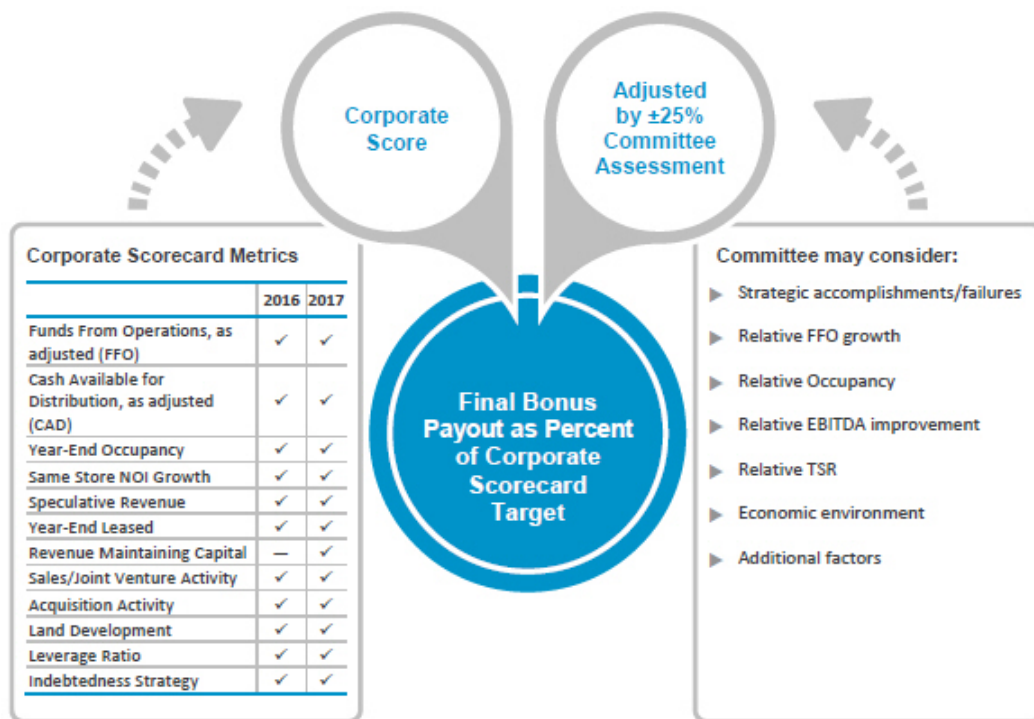 Corporate
Score
Adjusted
by ±25%
Committee
Assessment
Corporate Scorecard Metrics
2016 2017
Funds From Operations, as
adjusted (FFO) ✓ ✓
Cash Available for
Distribution, as adjusted
(CAD) ✓ ✓
Year-End Occupancy ✓ ✓
Same Store NOI Growth ✓ ✓
Speculative Revenue ✓ ✓
Year-End Leased ✓ ✓
Revenue Maintaining Capital — ✓
Sales/Joint Venture Activity ✓ ✓
Acquisition Activity ✓ ✓
Land Development ✓ ✓
Leverage Ratio ✓ ✓
Indebtedness Strategy ✓ ✓
Final Bonus
Payout as Percent
of Corporate
Scorecard
Target
Committee may consider:
Strategic accomplishments/failures
Relative FFO growth
Relative Occupancy
Relative EBITDA improvement
Relative TSR
Economic environment
Additional factors